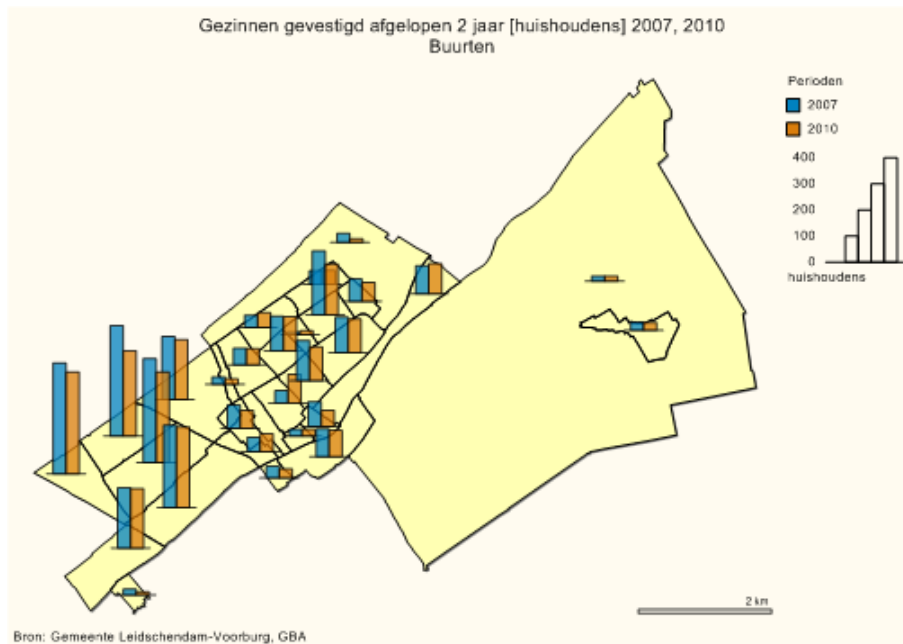 Gezinnen gevestigd afgelopen 2 jaar [huishoudens] 2007, 2010
Buurten
Perioden
2007
2010
400
300
200
100
0
huishoudens
2 km
Bron: Gemeente Leidschendam-Voorburg, GBA